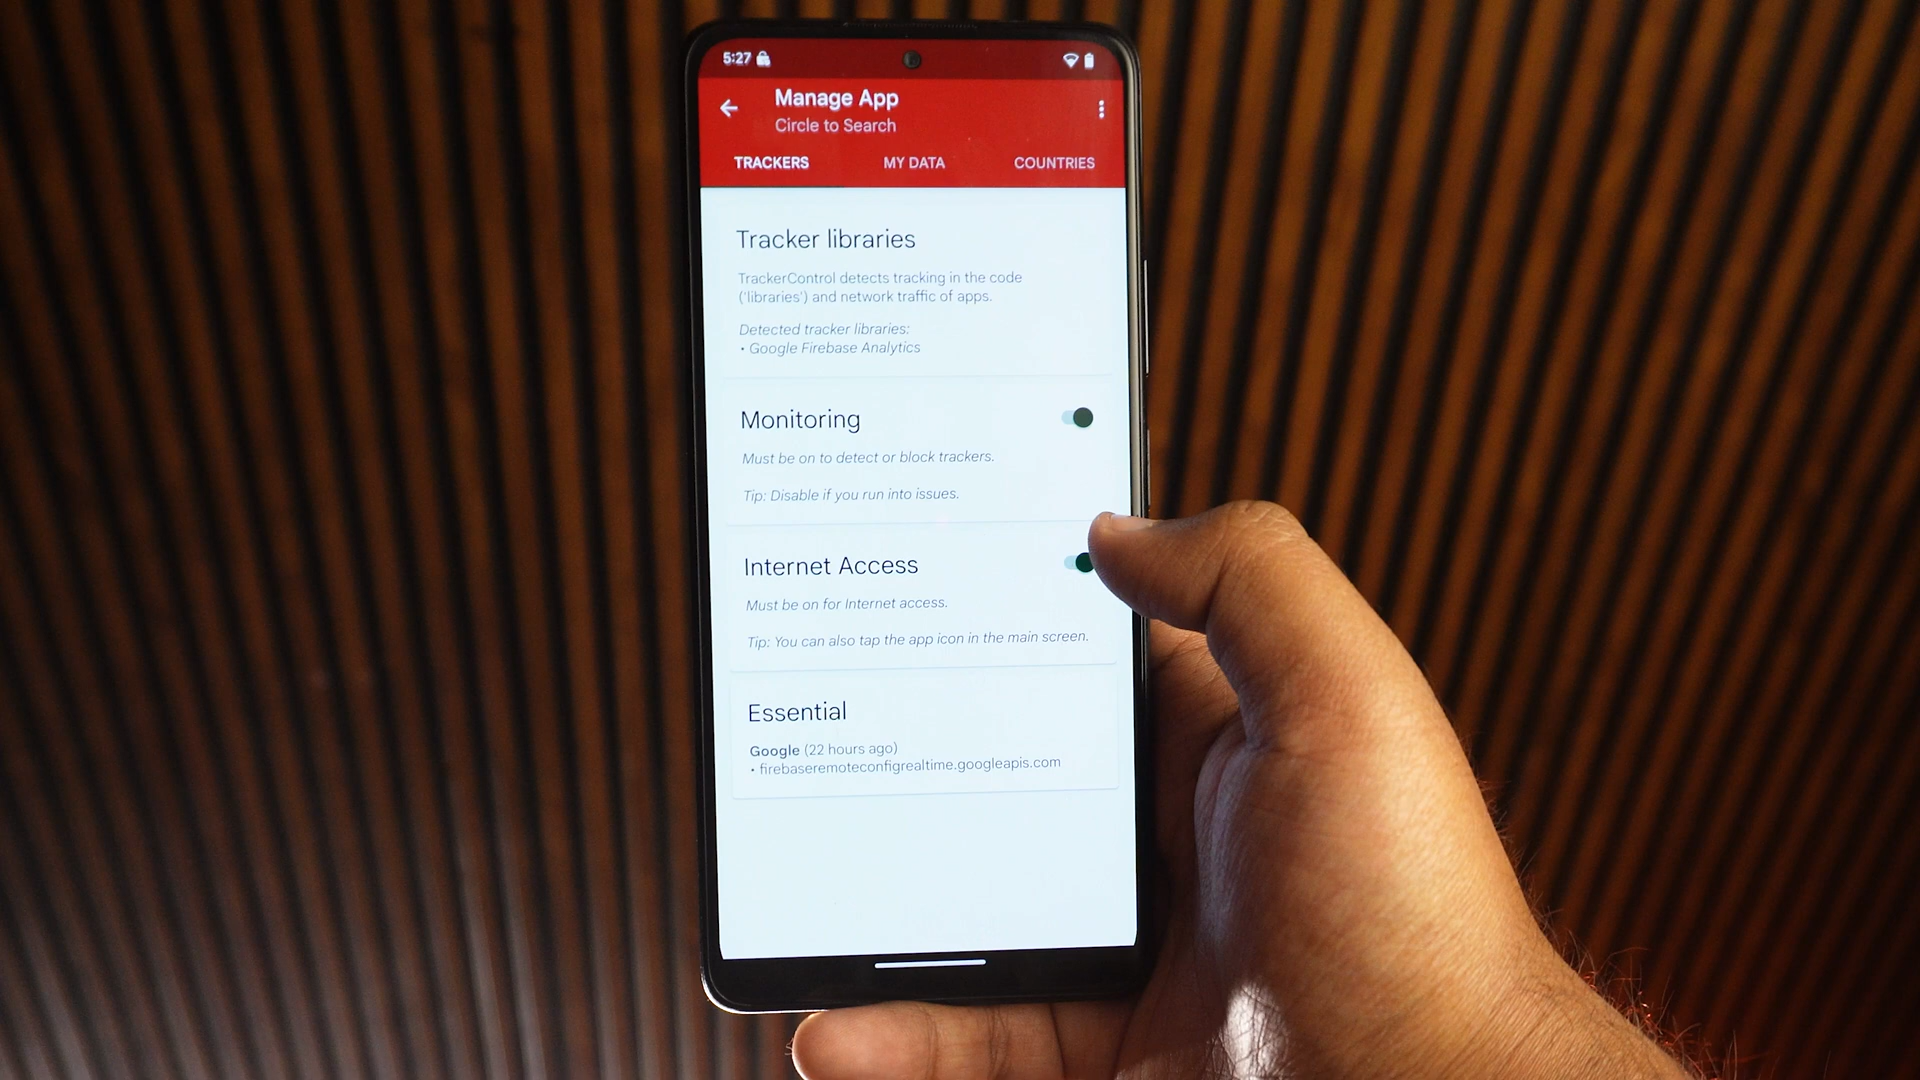 5:27
Manage App
Circle to Search
TRACKERS MY DATA COUNTRIES
Tracker libraries
TrackerControl detects tracking in the code
('libraries') and network traffic of apps.
Detected tracker libraries:
• Google Firebase Analytics
Monitoring
Must be on to detect or block trackers.
Tip: Disable if you run into issues.
Internet Access
Must be on for Internet access.
Tip: You can also tap the app icon in the main screen.
Essential
Google (22 hours ago)
• firebaseremoteconfigrealtime.googleapis.com